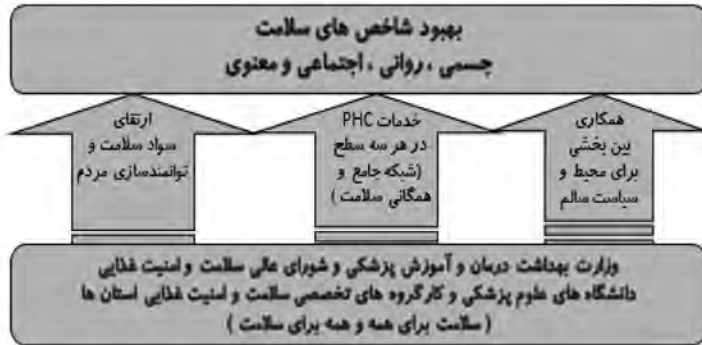 بهبود شاخص های سلامت
جسمی ، روانی ، اجتماعی و معنوی
همکاری
بین بخشی
برای محیط و
سیاست سالم
خدمات PHC
در هر سه سطح
(شبکه جامع و
همگانی سلامت )
ارتقای
سواد سلامت و
توانمندسازی مردم
وزارت بهداشت درمان و آموزش پزشکی و شورای عالی سلامت و امنیت غذایی
دانشگاه های علوم پزشکی و کارگروه های تخصصی سلامت و امنیت غذایی استان ها
( سلامت برای همه و همه برای سلامت )